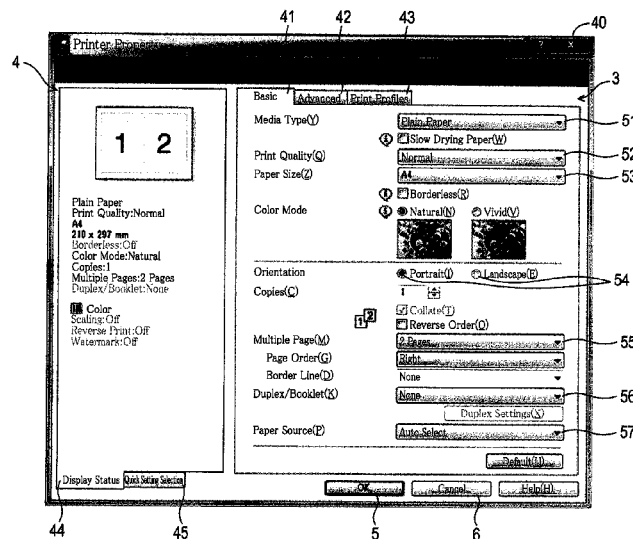 41 42 43 40
Printer Property ? X
4
3
Basic Advanced Print Profiles
Media Type(Y) Plain Paper 51
Slow Drying Paper(W)
Print Quality(Q) Normal 52
Paper Size(Z) A4 53
Borderless(R)
Color Mode Natural(N) Vivid(V)
Orientation Portrait(I) Landscape(E) 54
Copies(C) 1
Collate(T)
1 2 Reverse Order(O)
Multiple Page(M) 2 Pages 55
Page Order(G) Right
Border Line(D) None
Duplex/Booklet(K) None 56
Duplex Settings(X)
Paper Source(P) Auto Select 57
Default(U)
1 2
Plain Paper
Print Quality:Normal
A4
210 x 297 mm
Borderless:Off
Color Mode:Natural
Copies:1
Multiple Pages:2 Pages
Duplex/Booklet:None
Color
Scaling:Off
Reverse Print:Off
Watermark:Off
Display Status Quick Setting Selection
OK Cancel Help(H)
44 45 5 6